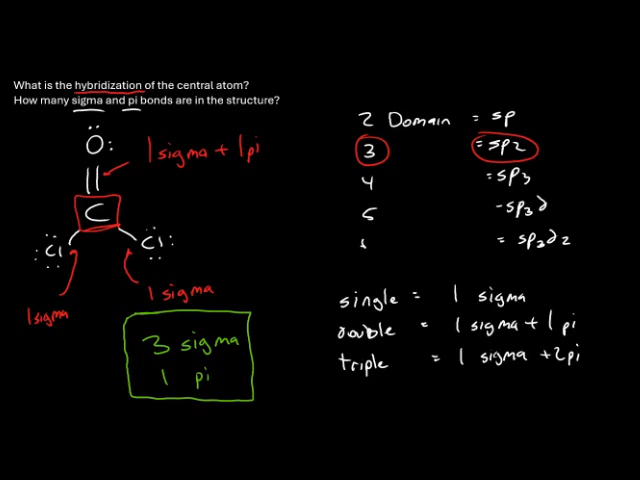 What is the hybridization of the central atom?
How many sigma and pi bonds are in the structure?
O
1 sigma + 1 pi
C
Cl
Cl
1 sigma
1 sigma
3 sigma
1 pi
2 Domain = sp
3 = sp2
4 = sp3
5 - sp3d
= sp3d2
single = 1 sigma
double = 1 sigma + 1 pi
triple = 1 sigma + 2 pi